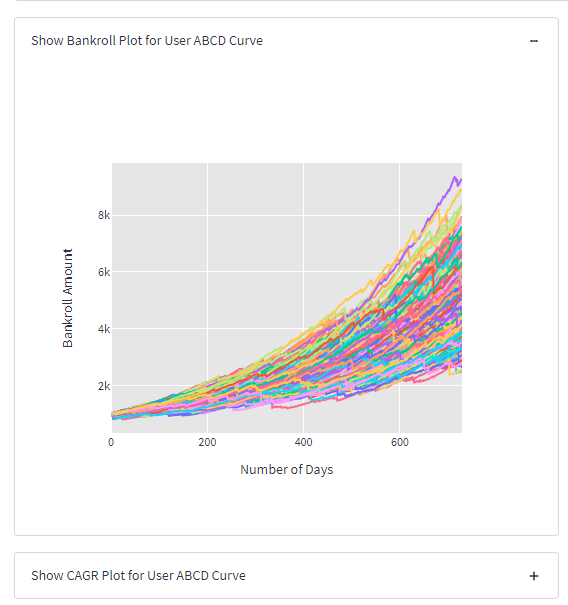 Show Bankroll Plot for User ABCD Curve
−
8k
6k
4k
2k
Bankroll Amount
0 200 400 600
Number of Days
Show CAGR Plot for User ABCD Curve
+